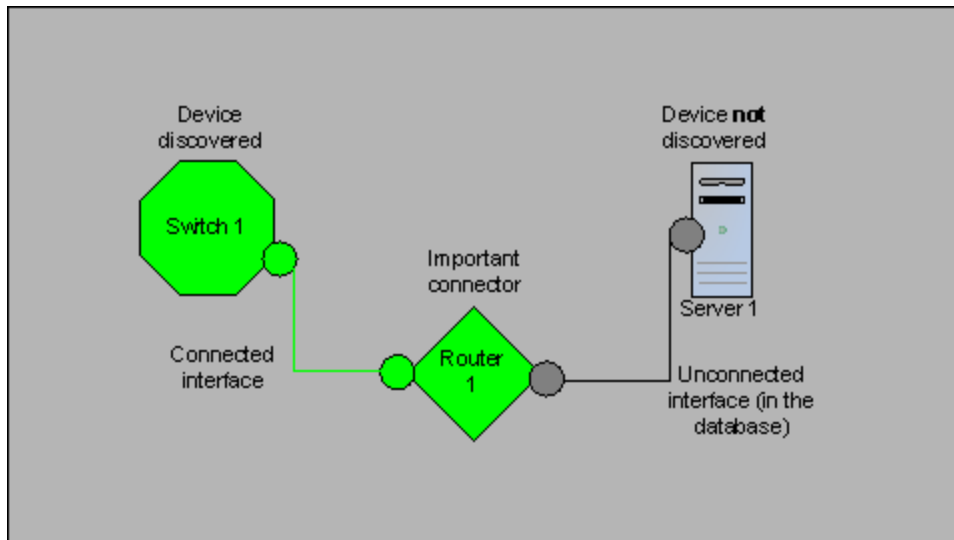 Device
discovered
Switch 1
Connected
interface
Important
connector
Router
1
Device not
discovered
Server 1
Unconnected
interface (in the
database)